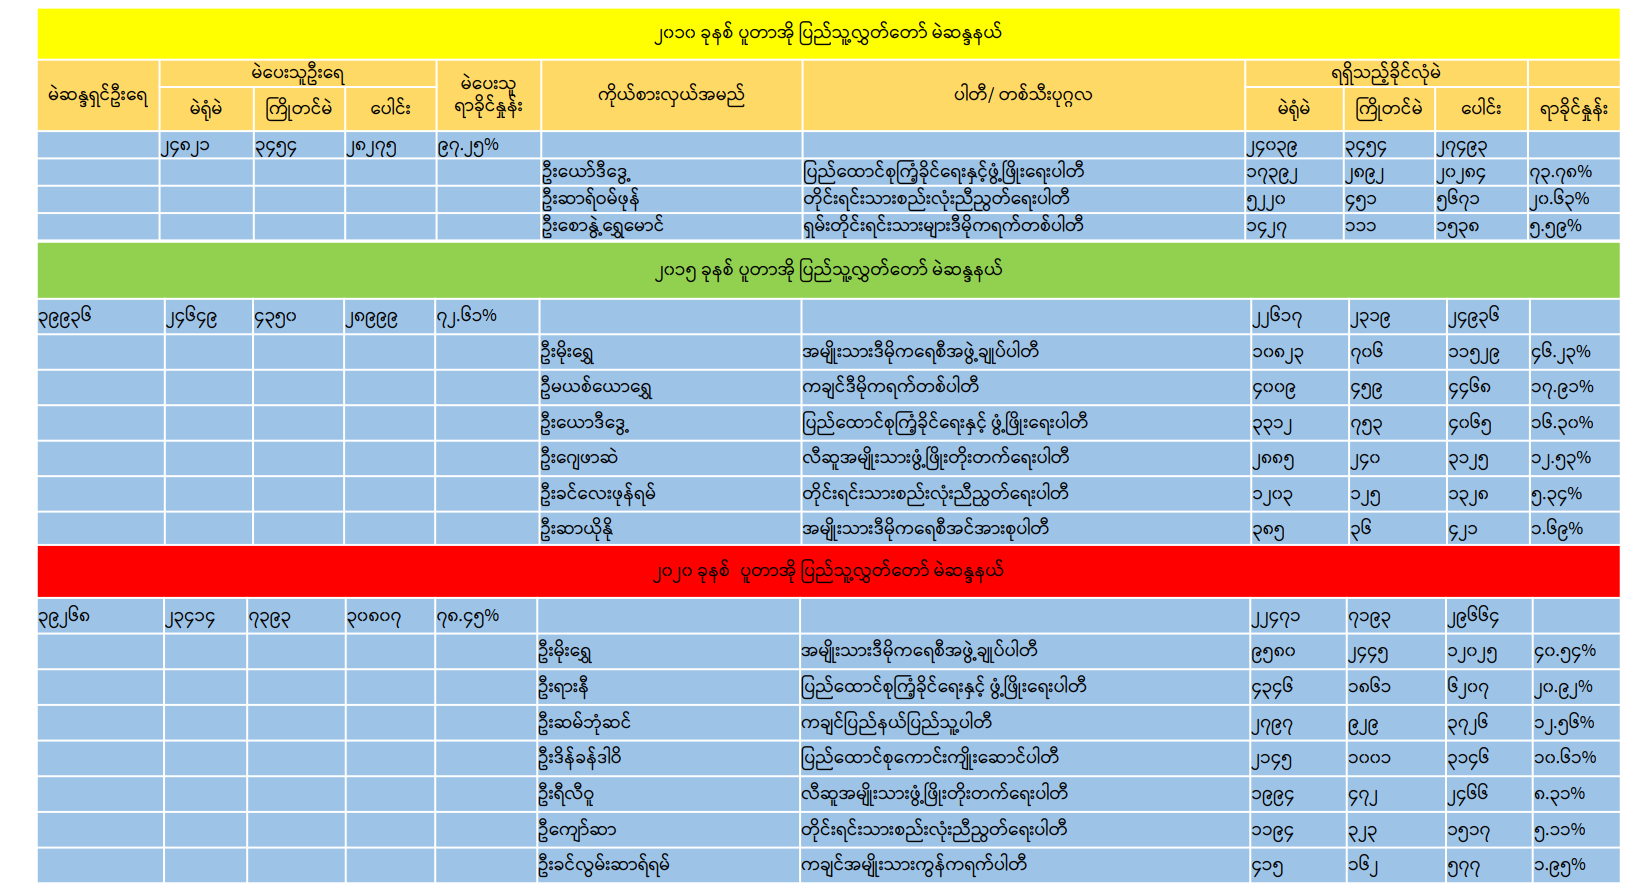 ၂၀၁၀ ခုနှစ် ပူတာအို ပြည်သူ့လွှတ်တော် မဲဆန္ဒနယ်
မဲဆန္ဒရှင်ဦးရေ မဲပေးသူဦးရေ မဲပေးသူ ရာခိုင်နှုန်း ကိုယ်စားလှယ်အမည် ပါတီ/ တစ်သီးပုဂ္ဂလ ရရှိသည့်ခိုင်လုံမဲ
မဲရုံမဲ ကြိုတင်မဲ ပေါင်း မဲရုံမဲ ကြိုတင်မဲ ပေါင်း ရာခိုင်နှုန်း
၂၄၈၂၁ ၃၄၅၄ ၂၈၂၇၅ ၉၇.၂၅% ၂၄၀၃၉ ၃၄၅၄ ၂၇၄၉၃
ဦးယော်ဒီဒွေ့ ပြည်ထောင်စုကြံ့ခိုင်ရေးနှင့်ဖွံ့ဖြိုးရေးပါတီ ၁၇၃၉၂ ၂၈၉၂ ၂၀၂၈၄ ၇၃.၇၈%
ဦးဆာရ်ဝမ်ဖုန် တိုင်းရင်းသားစည်းလုံးညီညွတ်ရေးပါတီ ၅၂၂၀ ၄၅၁ ၅၆၇၁ ၂၀.၆၃%
ဦးစောနွဲ့ရွှေမောင် ရှမ်းတိုင်းရင်းသားများဒီမိုကရက်တစ်ပါတီ ၁၄၂၇ ၁၁၁ ၁၅၃၈ ၅.၅၉%
၂၀၁၅ ခုနှစ် ပူတာအို ပြည်သူ့လွှတ်တော် မဲဆန္ဒနယ်
၃၉၉၃၆ ၂၄၆၄၉ ၄၃၅၀ ၂၈၉၉၉ ၇၂.၆၁% ၂၂၆၁၇ ၂၃၁၉ ၂၄၉၃၆
ဦးမိုးရွှေ အမျိုးသားဒီမိုကရေစီအဖွဲ့ချုပ်ပါတီ ၁၀၈၂၃ ၇၀၆ ၁၁၅၂၉ ၄၆.၂၃%
ဦမယစ်ယောရွှေ ကချင်ဒီမိုကရက်တစ်ပါတီ ၄၀၀၉ ၄၅၉ ၄၄၆၈ ၁၇.၉၁%
ဦးယောဒီဒွေ့ ပြည်ထောင်စုကြံ့ခိုင်ရေးနှင့် ဖွံ့ဖြိုးရေးပါတီ ၃၃၁၂ ၇၅၃ ၄၀၆၅ ၁၆.၃၀%
ဦးဂျေဖာဆဲ လီဆူအမျိုးသားဖွံ့ဖြိုးတိုးတက်ရေးပါတီ ၂၈၈၅ ၂၄၀ ၃၁၂၅ ၁၂.၅၃%
ဦးခင်လေးဖုန်ရမ် တိုင်းရင်းသားစည်းလုံးညီညွတ်ရေးပါတီ ၁၂၀၃ ၁၂၅ ၁၃၂၈ ၅.၃၄%
ဦးဆာယိုနို အမျိုးသားဒီမိုကရေစီအင်အားစုပါတီ ၃၈၅ ၃၆ ၄၂၁ ၁.၆၉%
၂၀၂၀ ခုနှစ် ပူတာအို ပြည်သူ့လွှတ်တော် မဲဆန္ဒနယ်
၃၉၂၆၈ ၂၃၄၁၄ ၇၃၉၃ ၃၀၈၀၇ ၇၈.၄၅% ၂၂၄၇၁ ၇၁၉၃ ၂၉၆၆၄
ဦးမိုးရွှေ အမျိုးသားဒီမိုကရေစီအဖွဲ့ချုပ်ပါတီ ၉၅၈၀ ၂၄၄၅ ၁၂၀၂၅ ၄၀.၅၄%
ဦးရားနီ ပြည်ထောင်စုကြံ့ခိုင်ရေးနှင့် ဖွံ့ဖြိုးရေးပါတီ ၄၃၄၆ ၁၈၆၁ ၆၂၀၇ ၂၀.၉၂%
ဦးဆမ်ဘုံဆင် ကချင်ပြည်နယ်ပြည်သူ့ပါတီ ၂၇၉၇ ၉၂၉ ၃၇၂၆ ၁၂.၅၆%
ဦးဒိန်ခန်ဒါဝိ ပြည်ထောင်စုကောင်းကျိုးဆောင်ပါတီ ၂၁၄၅ ၁၀၀၁ ၃၁၄၆ ၁၀.၆၁%
ဦးရီလီဝူ လီဆူအမျိုးသားဖွံ့ဖြိုးတိုးတက်ရေးပါတီ ၁၉၉၄ ၄၇၂ ၂၄၆၆ ၈.၃၁%
ဦကျော်ဆာ တိုင်းရင်းသားစည်းလုံးညီညွတ်ရေးပါတီ ၁၁၉၄ ၃၂၃ ၁၅၁၇ ၅.၁၁%
ဦးခင်လွမ်းဆာရ်ရမ် ကချင်အမျိုးသားကွန်ကရက်ပါတီ ၄၁၅ ၁၆၂ ၅၇၇ ၁.၉၅%